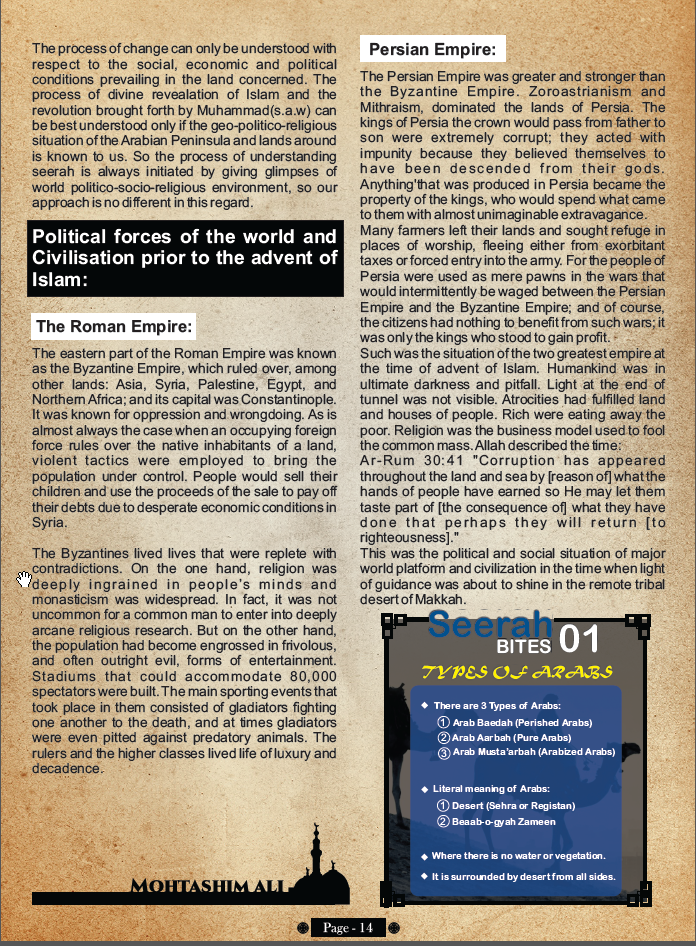 The process of change can only be understood with
respect to the social, economic and political
conditions prevailing in the land concerned. The
process of divine revealation of Islam and the
revolution brought forth by Muhammad(s.a.w) can
be best understood only if the geo-politico-religious
situation of the Arabian Peninsula and lands around
is known to us. So the process of understanding
seerah is always initiated by giving glimpses of
world politico-socio-religious environment, so our
approach is no different in this regard.
Political forces of the world and
Civilisation prior to the advent of
Islam:
The Roman Empire:
The eastern part of the Roman Empire was known
as the Byzantine Empire, which ruled over, among
other lands: Asia, Syria, Palestine, Egypt, and
Northern Africa; and its capital was Constantinople.
It was known for oppression and wrongdoing. As is
almost always the case when an occupying foreign
force rules over the native inhabitants of a land,
violent tactics were employed to bring the
population under control. People would sell their
children and use the proceeds of the sale to pay off
their debts due to desperate economic conditions in
Syria.
The Byzantines lived lives that were replete with
contradictions. On the one hand, religion was
deeply ingrained in people's minds and
monasticism was widespread. In fact, it was not
uncommon for a common man to enter into deeply
arcane religious research. But on the other hand,
the population had become engrossed in frivolous,
and often outright evil, forms of entertainment.
Stadiums that could accommodate 80,000
spectators were built. The main sporting events that
took place in them consisted of gladiators fighting
one another to the death, and at times gladiators
were even pitted against predatory animals. The
rulers and the higher classes lived life of luxury and
decadence.
MOHTASHIM ALI
Persian Empire:
The Persian Empire was greater and stronger than
the Byzantine Empire. Zoroastrianism and
Mithraism, dominated the lands of Persia. The
kings of Persia the crown would pass from father to
son were extremely corrupt; they acted with
impunity because they believed themselves to
have been descended from their gods.
Anything'that was produced in Persia became the
property of the kings, who would spend what came
to them with almost unimaginable extravagance.
Many farmers left their lands and sought refuge in
places of worship, fleeing either from exorbitant
taxes or forced entry into the army. For the people of
Persia were used as mere pawns in the wars that
would intermittently be waged between the Persian
Empire and the Byzantine Empire; and of course,
the citizens had nothing to benefit from such wars; it
was only the kings who stood to gain profit.
Such was the situation of the two greatest empire at
the time of advent of Islam. Humankind was in
ultimate darkness and pitfall. Light at the end of
tunnel was not visible. Atrocities had fulfilled land
and houses of people. Rich were eating away the
poor. Religion was the business model used to fool
the common mass. Allah described the time:
Ar-Rum 30:41 "Corruption has appeared
throughout the land and sea by [reason of] what the
hands of people have earned so He may let them
taste part of [the consequence of] what they have
done that perhaps they will return [to
righteousness]."
This was the political and social situation of major
world platform and civilization in the time when light
of guidance was about to shine in the remote tribal
desert of Makkah.
Seerah
BITES 01
TYPES OF ARABS
◆ There are 3 Types of Arabs:
① Arab Baedah (Perished Arabs)
② Arab Aarbah (Pure Arabs)
③ Arab Musta'arbah (Arabized Arabs)
◆ Literal meaning of Arabs:
① Desert (Sehra or Registan)
② Beaab-o-gyah Zameen
◆ Where there is no water or vegetation.
◆ It is surrounded by desert from all sides.
Page - 14